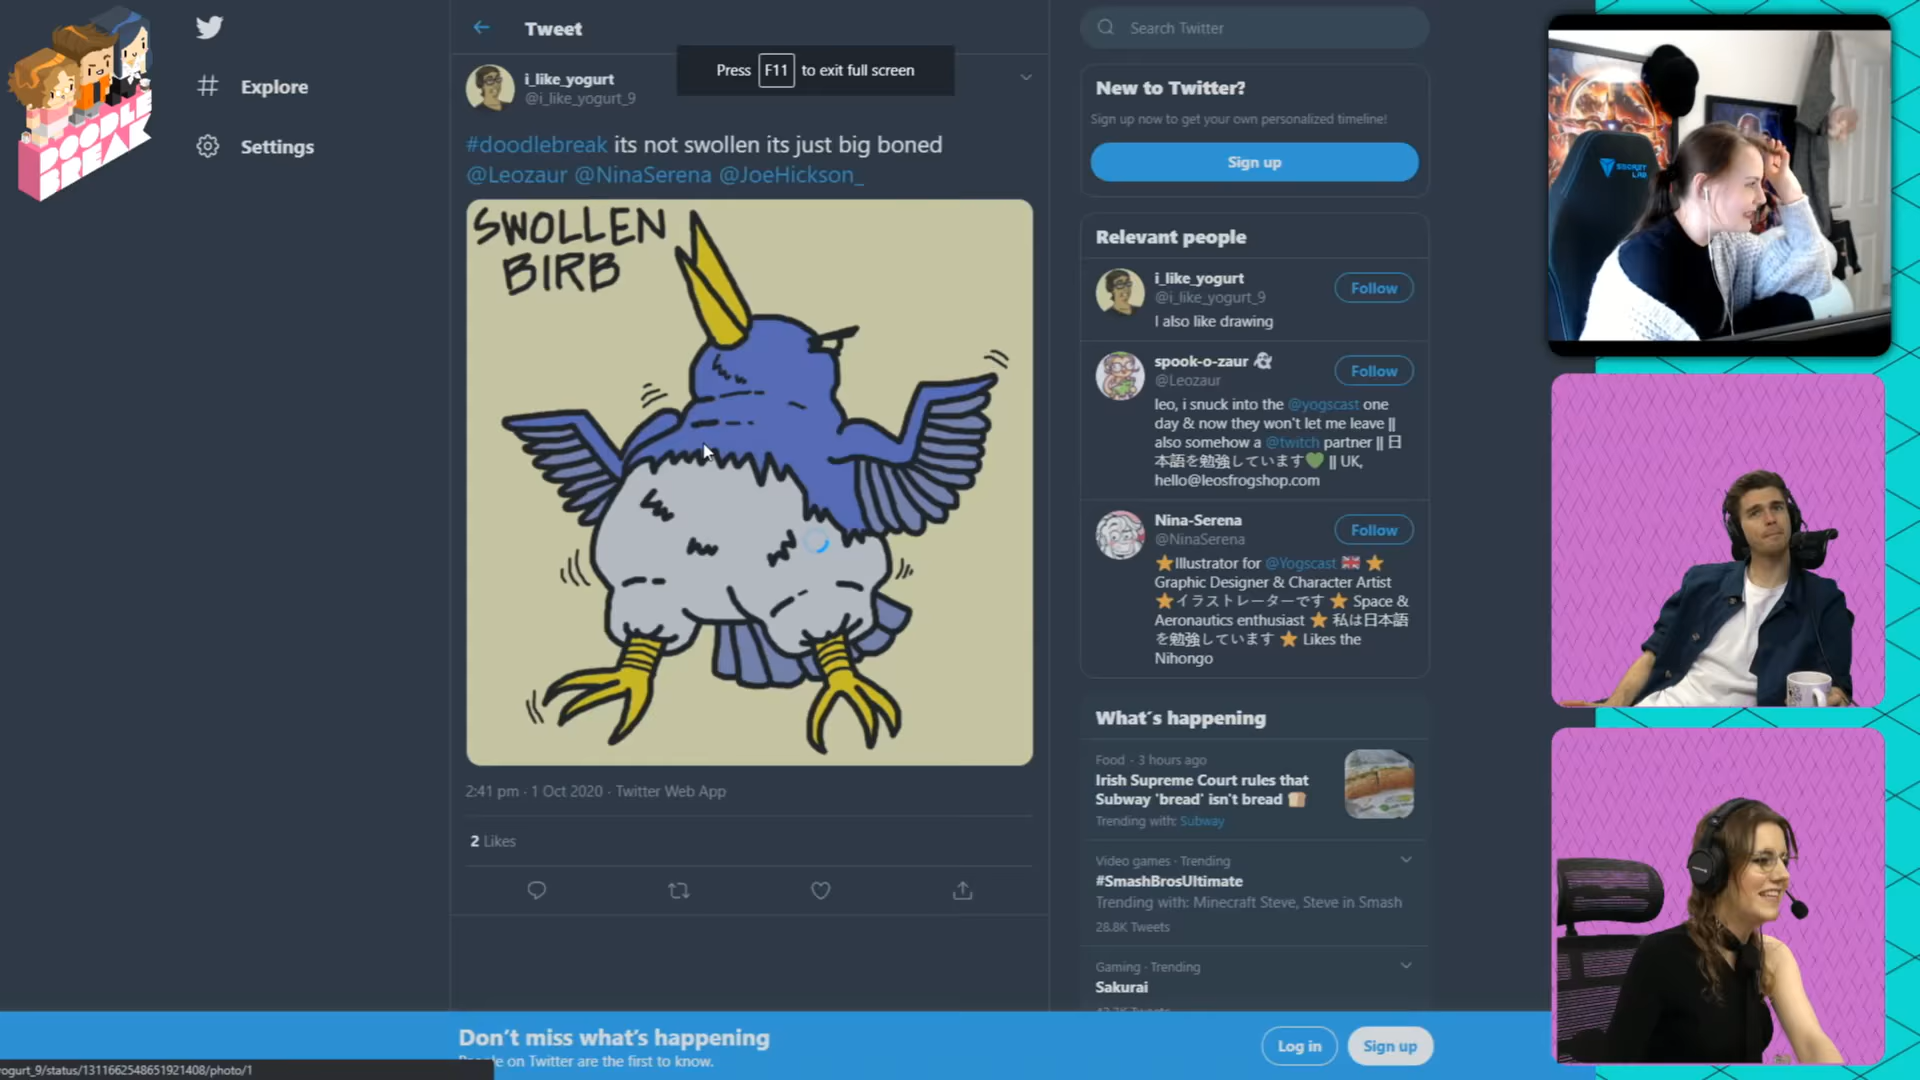 DOODLE
BREAK
Explore
Settings
Tweet
Press F11 to exit full screen
i_like_yogurt
@i_like_yogurt_9
#doodlebreak its not swollen its just big boned
@Leozaur @NinaSerena @JoeHickson_
SWOLLEN
BIRB
2:41 pm · 1 Oct 2020 · Twitter Web App
2 Likes
Search Twitter
New to Twitter?
Sign up now to get your own personalized timeline!
Sign up
Relevant people
i_like_yogurt
@i_like_yogurt_9
Follow
I also like drawing
spook-o-zaur
@Leozaur
Follow
leo, i snuck into the @yogscast one
day & now they won't let me leave ||
also somehow a @twitch partner || 日
本語を勉強しています💚 || UK,
hello@leosfrogshop.com
Nina-Serena
@NinaSerena
Follow
⭐Illustrator for @Yogscast 🇬🇧 ⭐
Graphic Designer & Character Artist
⭐イラストレーターです ⭐ Space &
Aeronautics enthusiast ⭐ 私は日本語
を勉強しています ⭐ Likes the
Nihongo
What's happening
Food · 3 hours ago
Irish Supreme Court rules that
Subway 'bread' isn't bread 🍞
Trending with: Subway
Video games · Trending
#SmashBrosUltimate
Trending with: Minecraft Steve, Steve in Smash
28.8K Tweets
Gaming · Trending
Sakurai
Don't miss what's happening
on Twitter are the first to know.
Log in
Sign up
ogurt_9/status/1311662548651921408/photo/1
SECRET
LAB